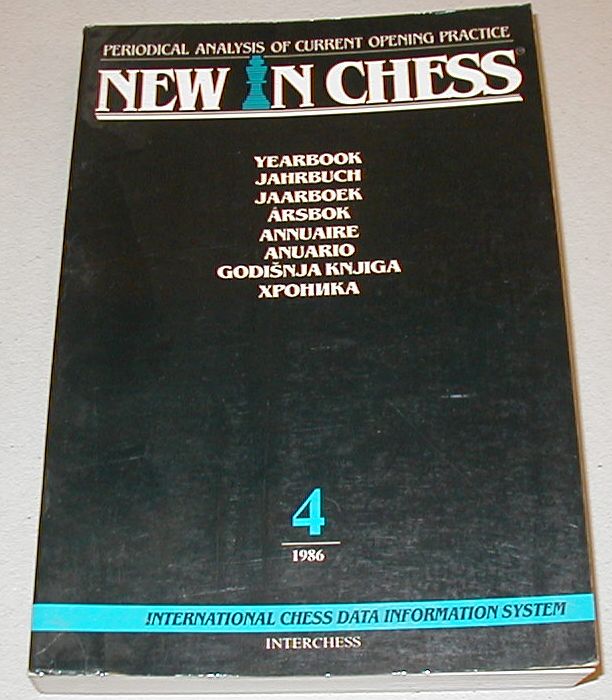 PERIODICAL ANALYSIS OF CURRENT OPENING PRACTICE
NEW IN CHESS
YEARBOOK
JAHRBUCH
JAARBOEK
ÅRSBOK
ANNUAIRE
ANUARIO
GODIŠNJA KNJIGA
ХРОНИКА
4
1986
INTERNATIONAL CHESS DATA INFORMATION SYSTEM
INTERCHESS